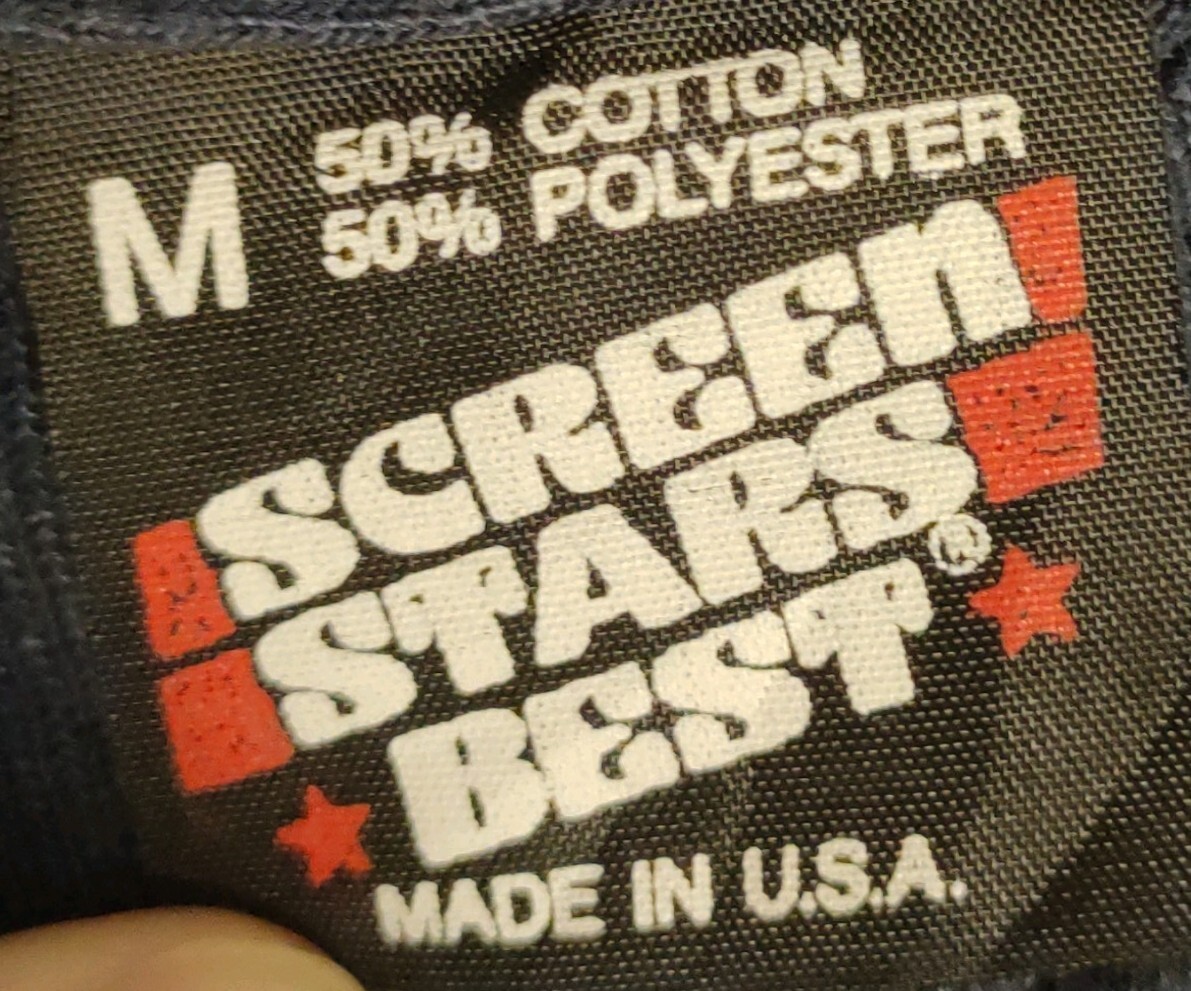 M
50% COTTON
50% POLYESTER
SCREEN
STARS
BEST®
MADE IN U.S.A.